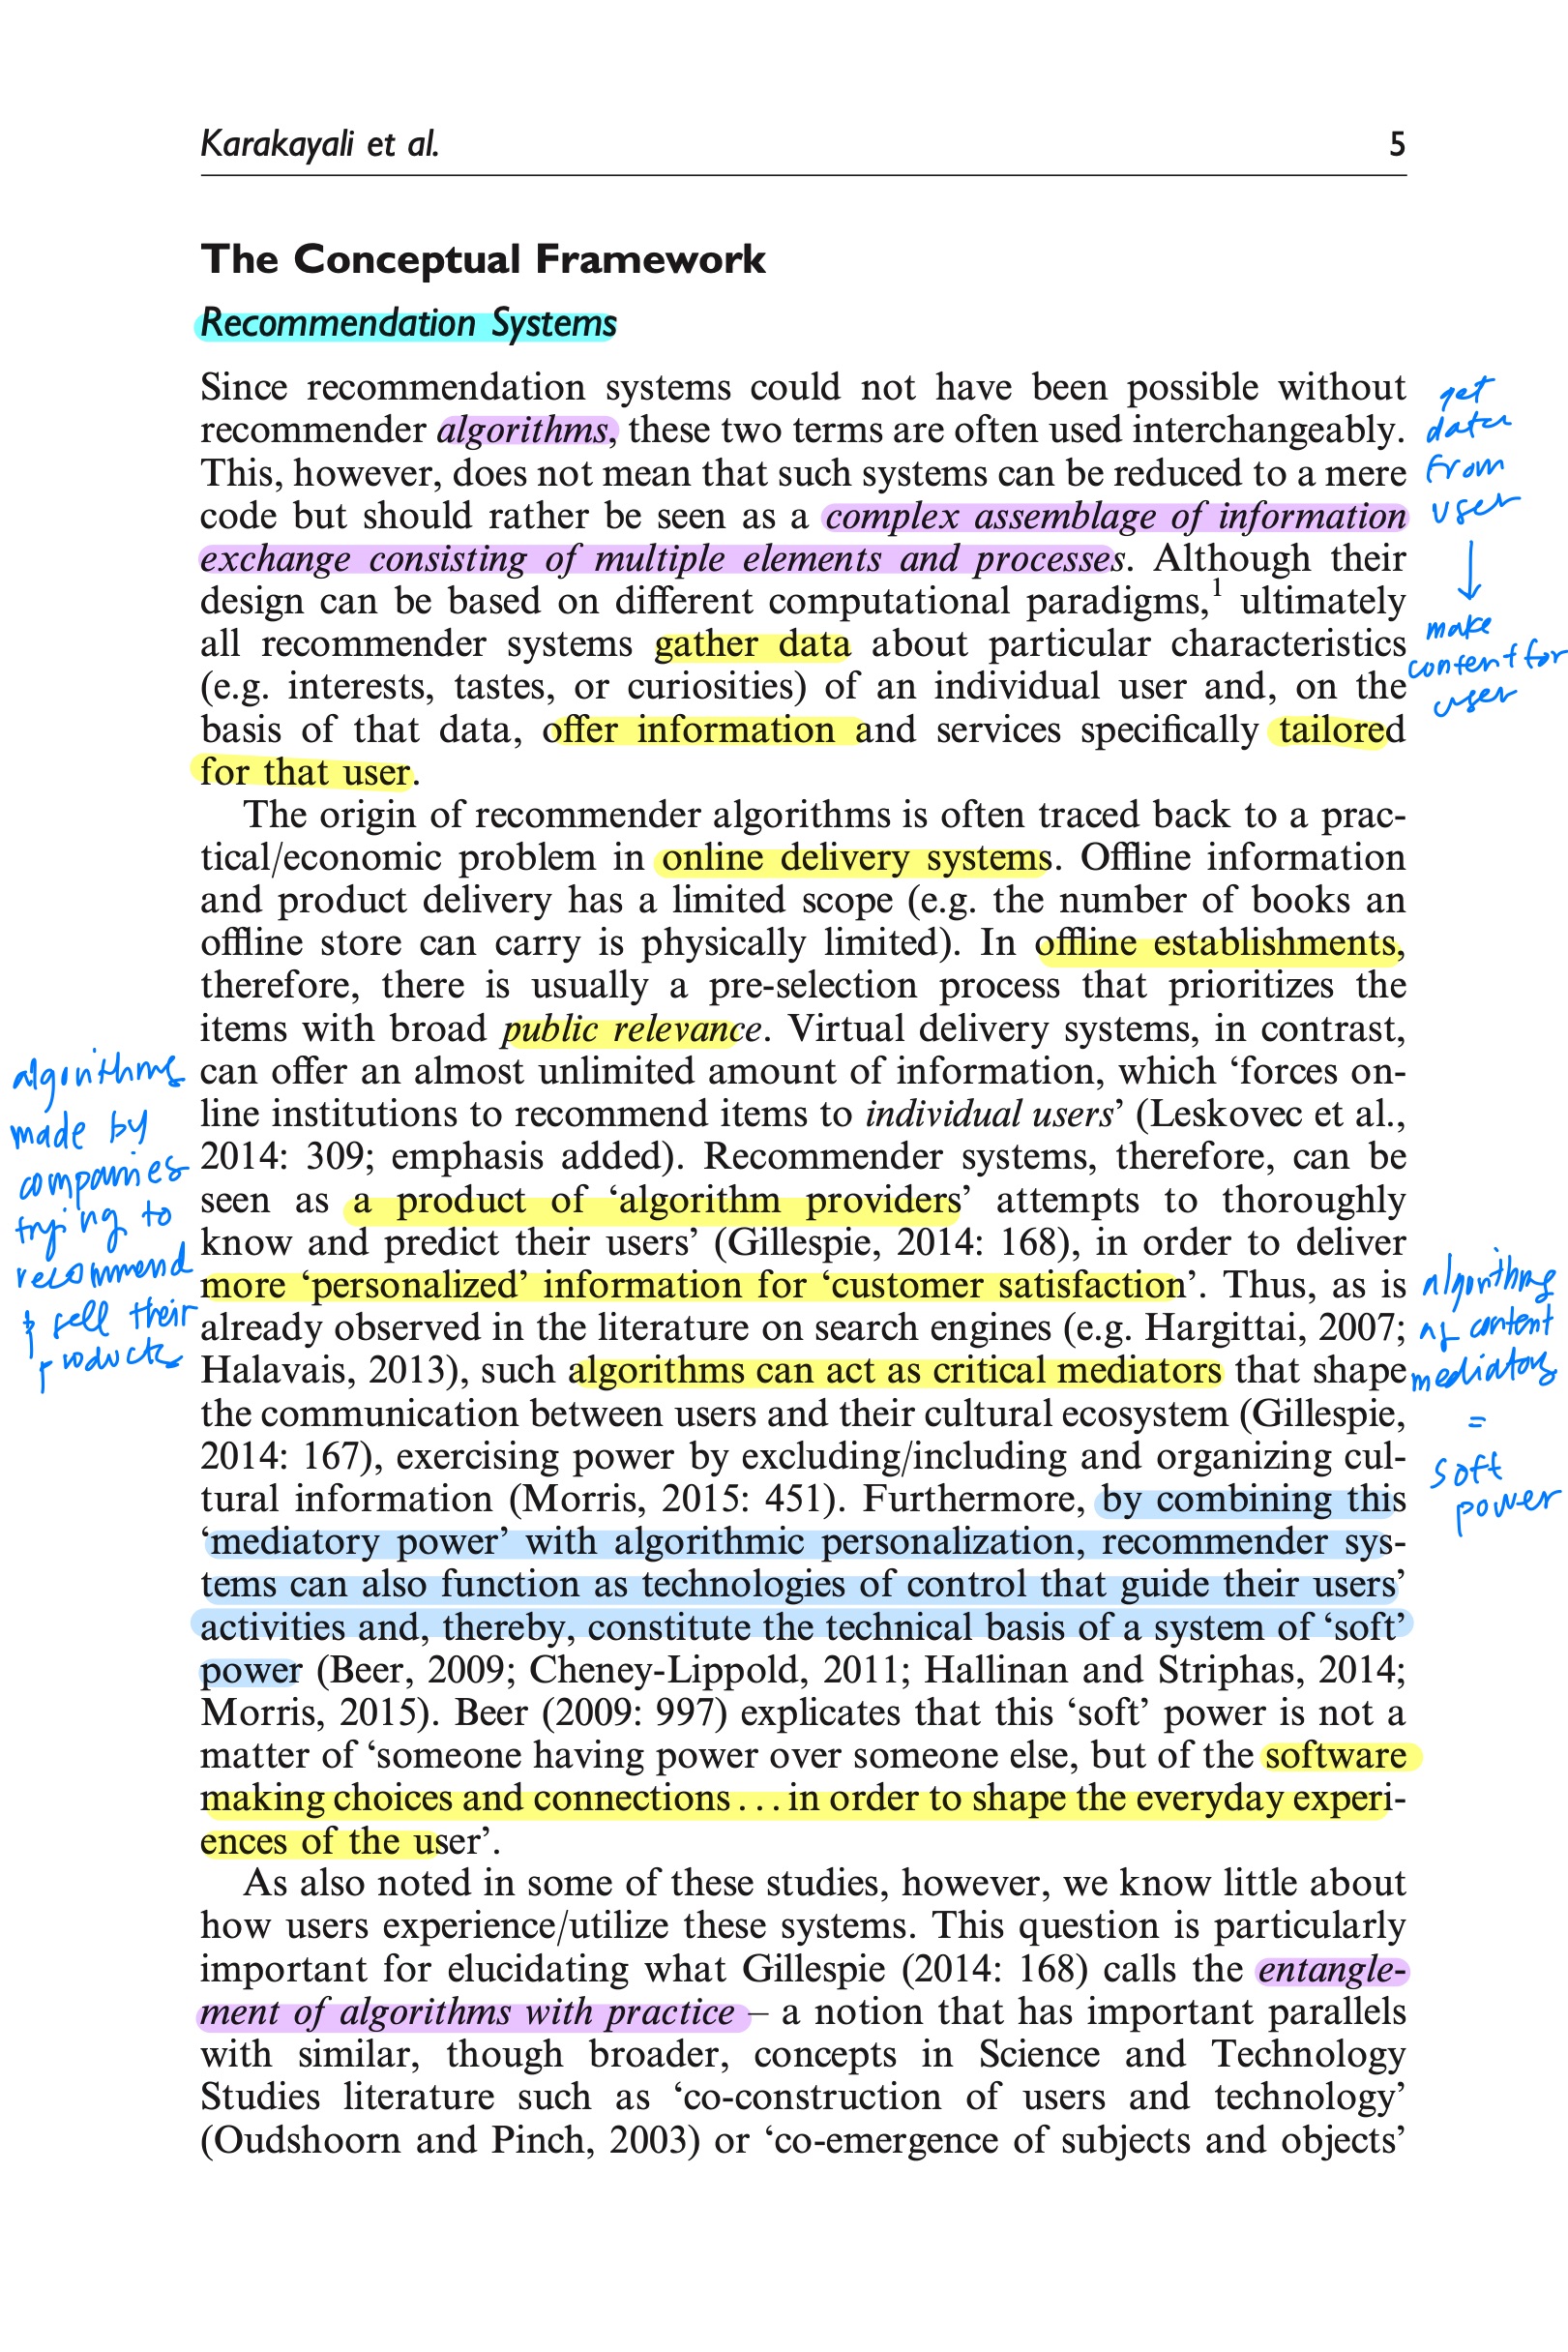 Karakayali et al. 5
The Conceptual Framework
Recommendation Systems
Since recommendation systems could not have been possible without
recommender algorithms, these two terms are often used interchangeably.
This, however, does not mean that such systems can be reduced to a mere
code but should rather be seen as a complex assemblage of information
exchange consisting of multiple elements and processes. Although their
design can be based on different computational paradigms,1 ultimately
all recommender systems gather data about particular characteristics
(e.g. interests, tastes, or curiosities) of an individual user and, on the
basis of that data, offer information and services specifically tailored
for that user.
get
data
from
user
↓
make
content for
user
The origin of recommender algorithms is often traced back to a prac-
tical/economic problem in online delivery systems. Offline information
and product delivery has a limited scope (e.g. the number of books an
offline store can carry is physically limited). In offline establishments,
therefore, there is usually a pre-selection process that prioritizes the
items with broad public relevance. Virtual delivery systems, in contrast,
can offer an almost unlimited amount of information, which ‘forces on-
line institutions to recommend items to individual users’ (Leskovec et al.,
2014: 309; emphasis added). Recommender systems, therefore, can be
seen as a product of ‘algorithm providers’ attempts to thoroughly
know and predict their users’ (Gillespie, 2014: 168), in order to deliver
more ‘personalized’ information for ‘customer satisfaction’. Thus, as is
already observed in the literature on search engines (e.g. Hargittai, 2007;
Halavais, 2013), such algorithms can act as critical mediators that shape
the communication between users and their cultural ecosystem (Gillespie,
2014: 167), exercising power by excluding/including and organizing cul-
tural information (Morris, 2015: 451). Furthermore, by combining this
‘mediatory power’ with algorithmic personalization, recommender sys-
tems can also function as technologies of control that guide their users’
activities and, thereby, constitute the technical basis of a system of ‘soft’
power (Beer, 2009; Cheney-Lippold, 2011; Hallinan and Striphas, 2014;
Morris, 2015). Beer (2009: 997) explicates that this ‘soft’ power is not a
matter of ‘someone having power over someone else, but of the software
making choices and connections . . . in order to shape the everyday experi-
ences of the user’.
algorithms
made by
companies
trying to
recommend
& sell their
products
algorithms
as content
mediators
=
soft
power
As also noted in some of these studies, however, we know little about
how users experience/utilize these systems. This question is particularly
important for elucidating what Gillespie (2014: 168) calls the entangle-
ment of algorithms with practice – a notion that has important parallels
with similar, though broader, concepts in Science and Technology
Studies literature such as ‘co-construction of users and technology’
(Oudshoorn and Pinch, 2003) or ‘co-emergence of subjects and objects’